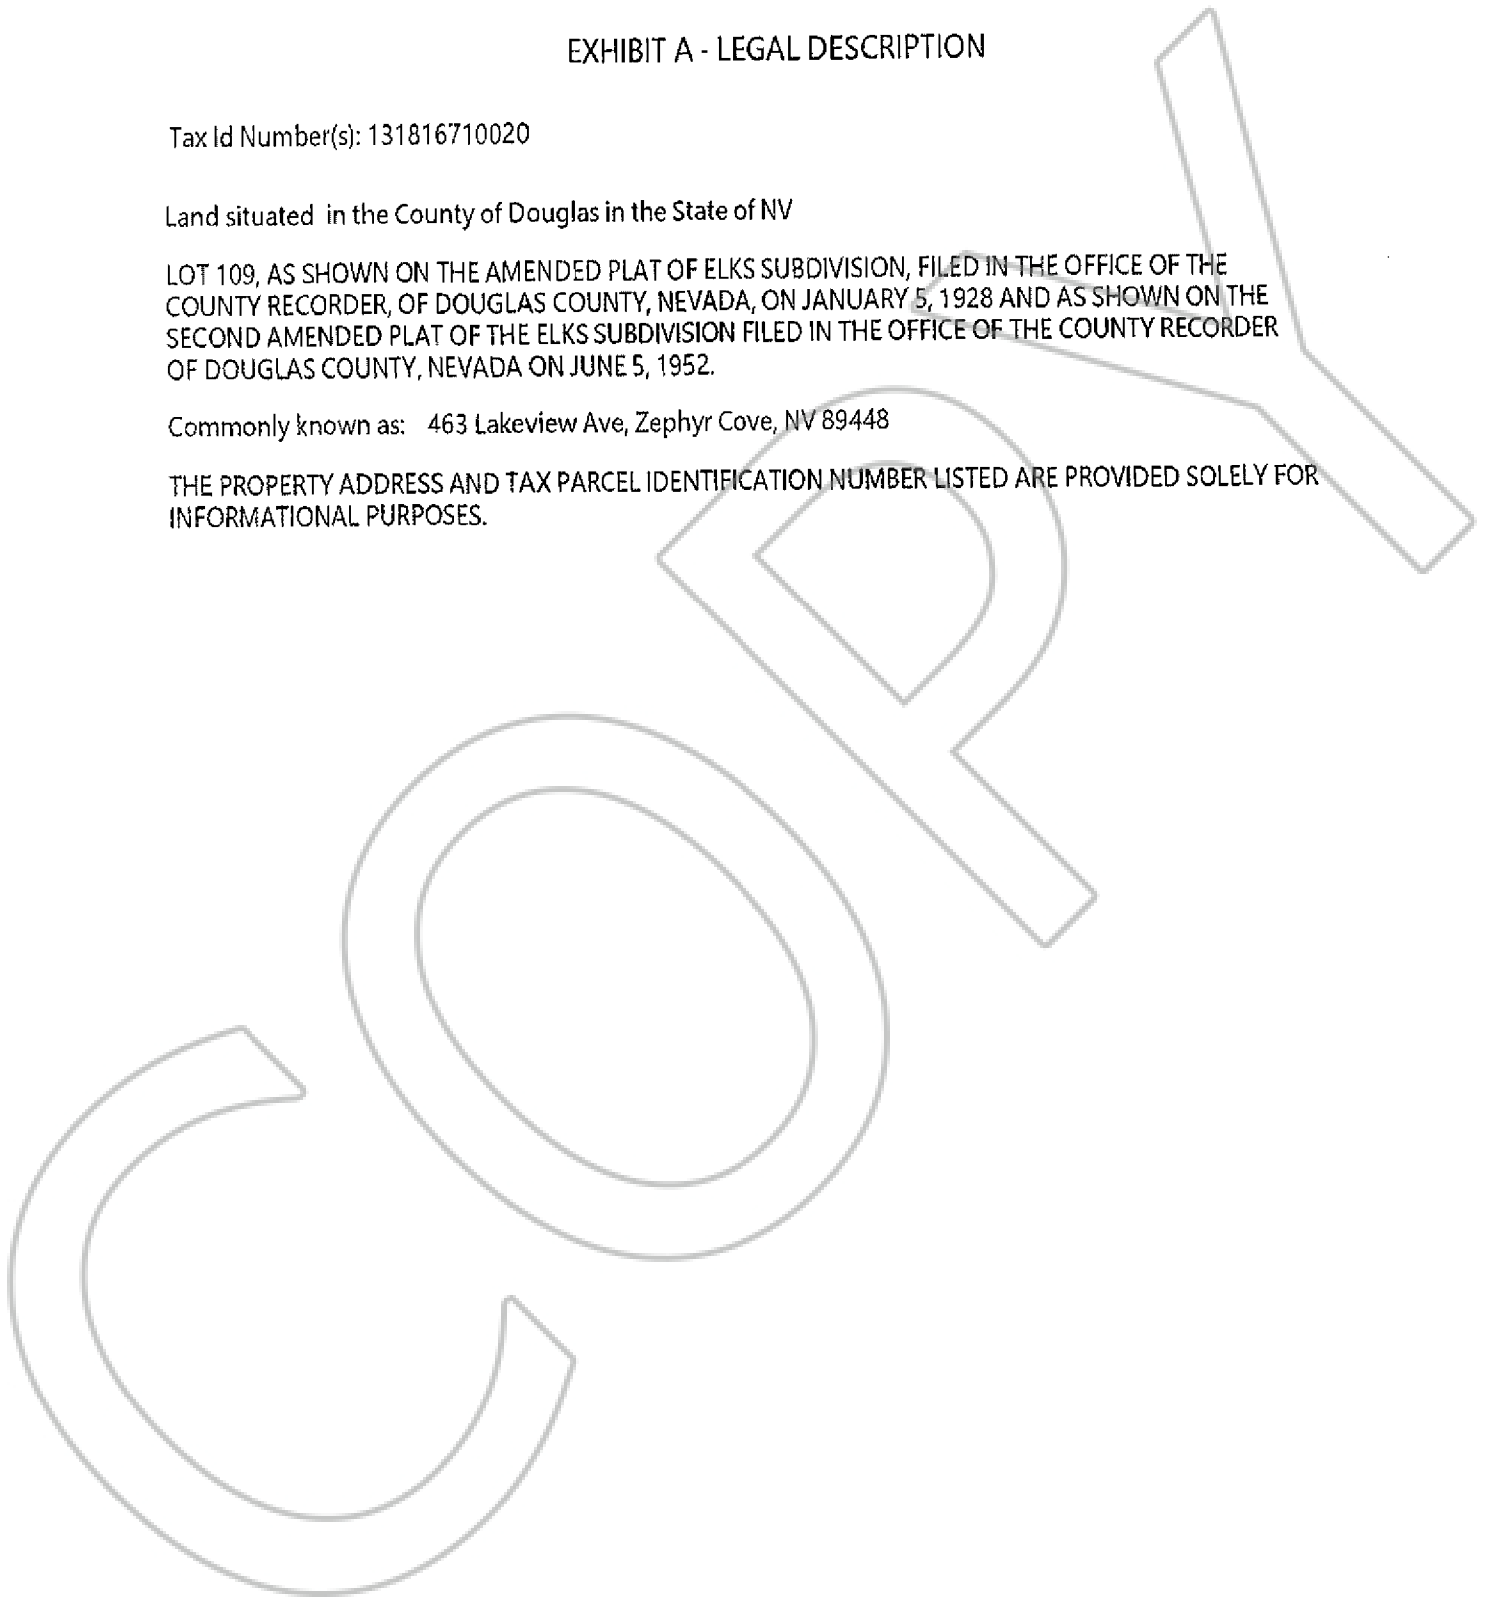 EXHIBIT A - LEGAL DESCRIPTION
Tax Id Number(s): 131816710020
Land situated in the County of Douglas in the State of NV
LOT 109, AS SHOWN ON THE AMENDED PLAT OF ELKS SUBDIVISION, FILED IN THE OFFICE OF THE
COUNTY RECORDER, OF DOUGLAS COUNTY, NEVADA, ON JANUARY 5, 1928 AND AS SHOWN ON THE
SECOND AMENDED PLAT OF THE ELKS SUBDIVISION FILED IN THE OFFICE OF THE COUNTY RECORDER
OF DOUGLAS COUNTY, NEVADA ON JUNE 5, 1952.
Commonly known as: 463 Lakeview Ave, Zephyr Cove, NV 89448
THE PROPERTY ADDRESS AND TAX PARCEL IDENTIFICATION NUMBER LISTED ARE PROVIDED SOLELY FOR
INFORMATIONAL PURPOSES.
COPY